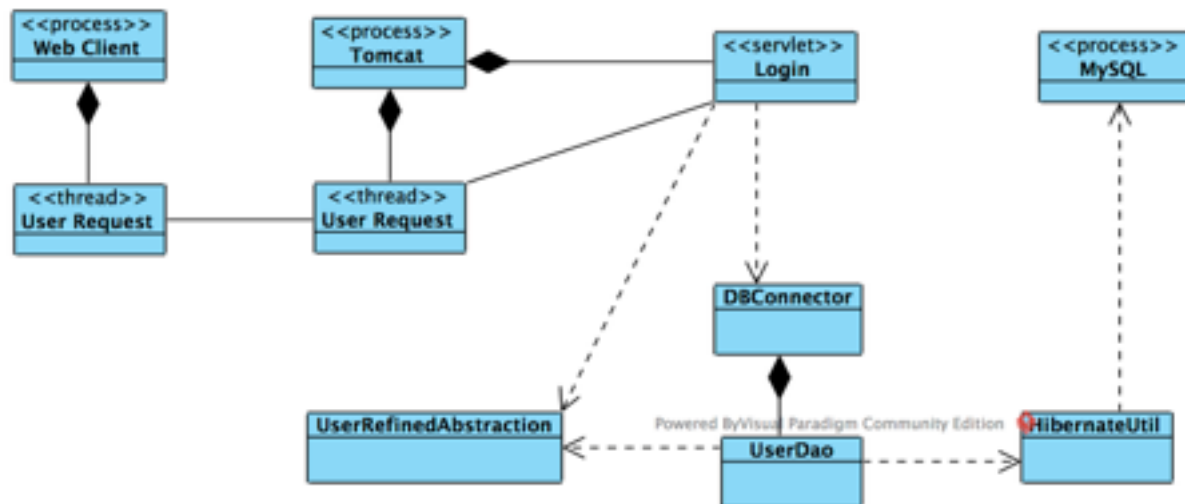 <<process>>
Web Client
<<process>>
Tomcat
<<servlet>>
Login
<<process>>
MySQL
<<thread>>
User Request
<<thread>>
User Request
DBConnector
UserRefinedAbstraction
Powered ByVisual Paradigm Community Edition
UserDao
HibernateUtil